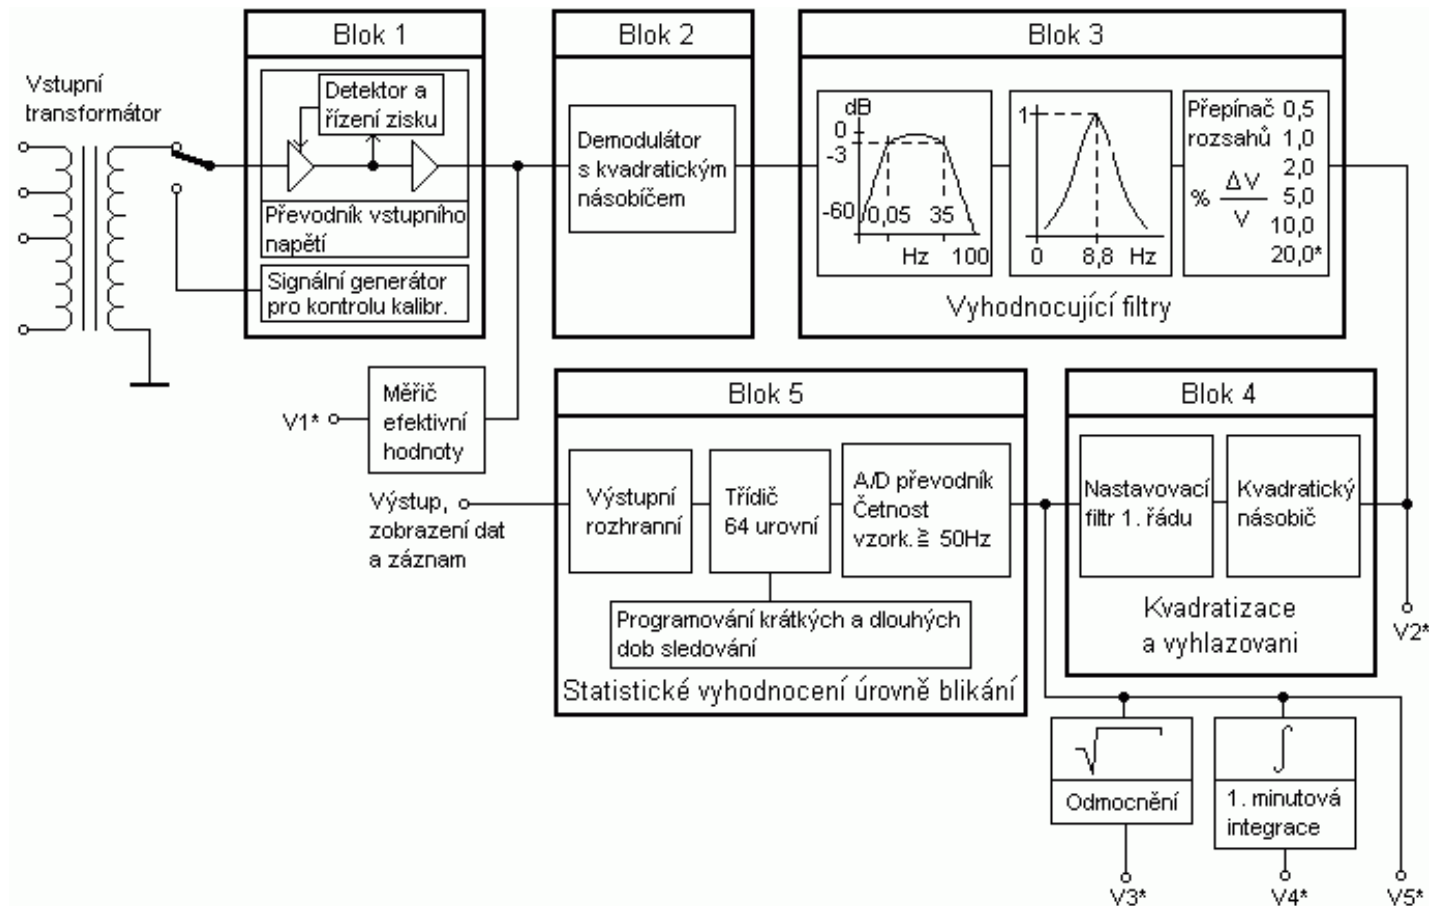 Blok 1
Blok 2
Blok 3
Vstupní
transformátor
Detektor a
řízení zisku
Převodník vstupního
napětí
Signální generátor
pro kontrolu kalibr.
Demodulátor
s kvadratickým
násobíčem
dB
0
-3
-60
0,05
35
Hz
100
1
0
8,8
Hz
Přepínač 0,5
rozsahů 1,0
2,0
% ΔV/V 5,0
10,0
20,0*
Vyhodnocující filtry
Měřič
efektivní
hodnoty
V1*
Blok 5
Blok 4
Výstup,
zobrazení dat
a záznam
Výstupní
rozhranní
Třídič
64 urovní
A/D převodník
Četnost
vzork. ≧ 50Hz
Nastavovací
filtr 1. řádu
Kvadratický
násobič
Programování krátkých a dlouhých
dob sledování
Statistické vyhodnocení úrovně blikání
Kvadratizace
a vyhlazovani
V2*
√
Odmocnění
∫
1. minutová
integrace
V3*
V4*
V5*